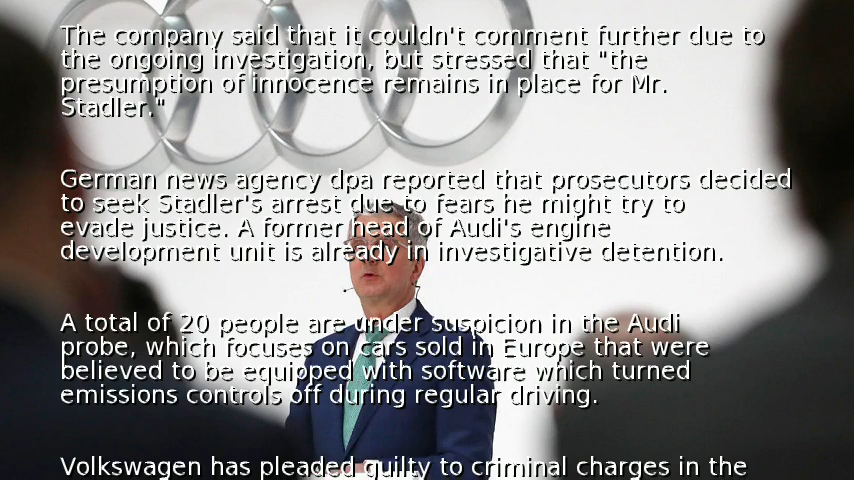 The company said that it couldn't comment further due to
the ongoing investigation, but stressed that "the
presumption of innocence remains in place for Mr.
Stadler."
German news agency dpa reported that prosecutors decided
to seek Stadler's arrest due to fears he might try to
evade justice. A former head of Audi's engine
development unit is already in investigative detention.
A total of 20 people are under suspicion in the Audi
probe, which focuses on cars sold in Europe that were
believed to be equipped with software which turned
emissions controls off during regular driving.
Volkswagen has pleaded guilty to criminal charges in the